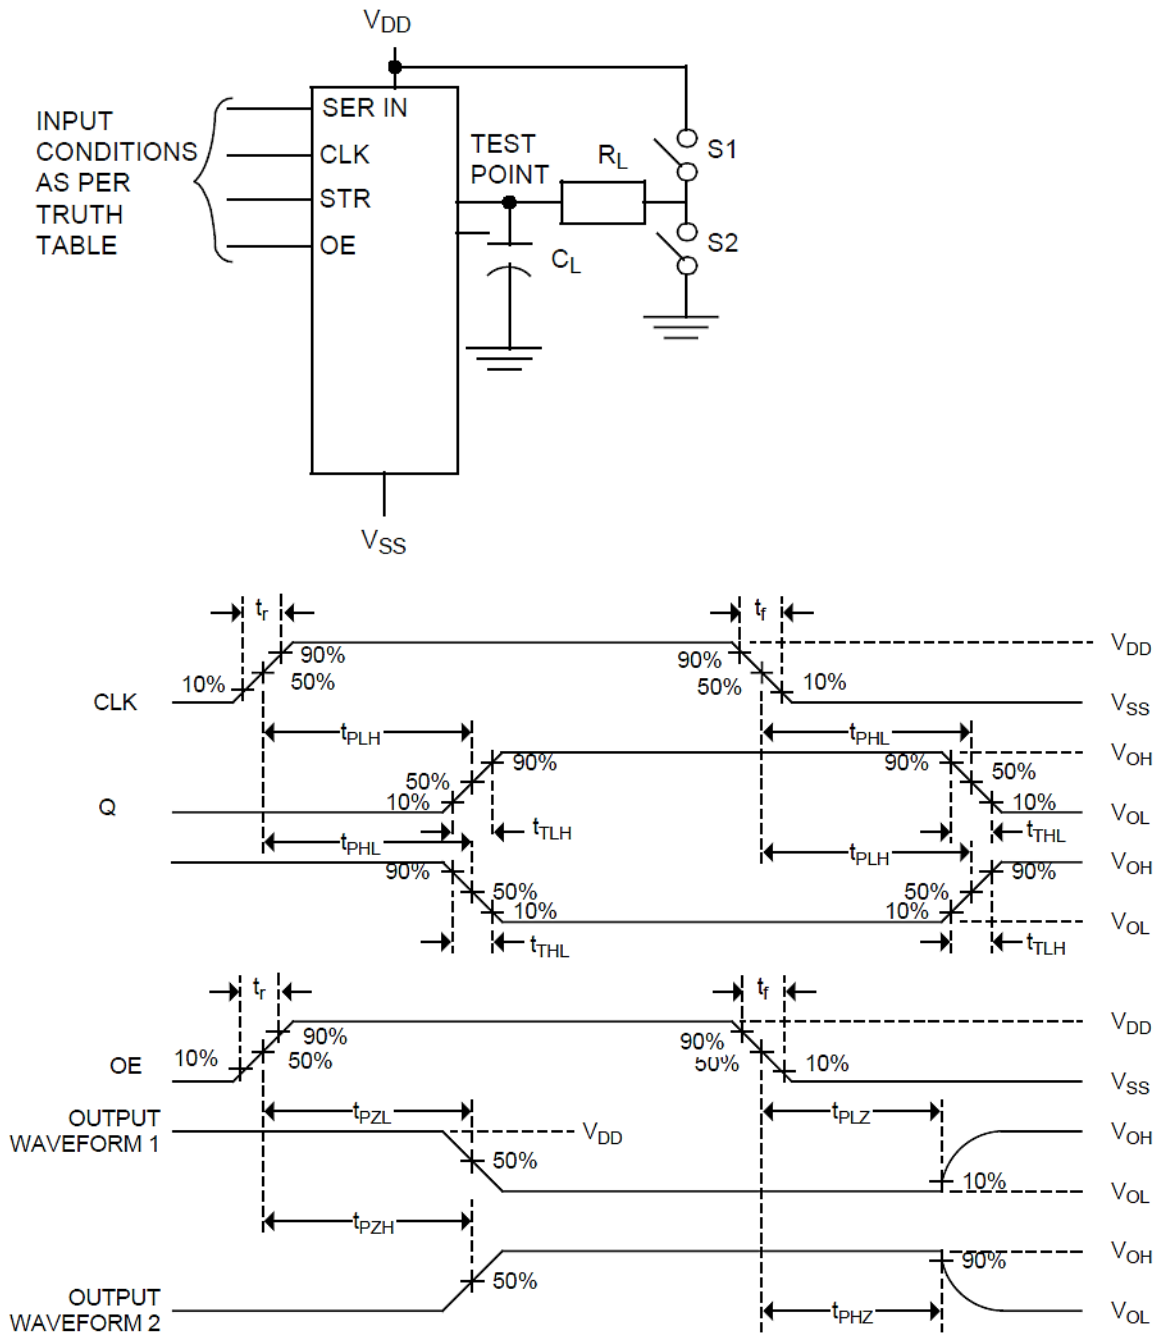 VDD
INPUT
CONDITIONS
AS PER
TRUTH
TABLE
SER IN
CLK
STR
OE
TEST
POINT
RL
CL
S1
S2
VSS
tr
tf
CLK
10%
50%
90%
90%
50%
10%
VDD
VSS
tPLH
tPHL
Q
10%
50%
90%
90%
50%
10%
VOH
VOL
tTLH
tTHL
tPHL
tPLH
90%
50%
10%
10%
50%
90%
VOH
VOL
tTHL
tTLH
tr
tf
OE
10%
50%
90%
90%
50%
10%
VDD
VSS
tPZL
tPLZ
OUTPUT
WAVEFORM 1
VDD
50%
10%
VOH
VOL
tPZH
OUTPUT
WAVEFORM 2
50%
90%
tPHZ
VOH
VOL